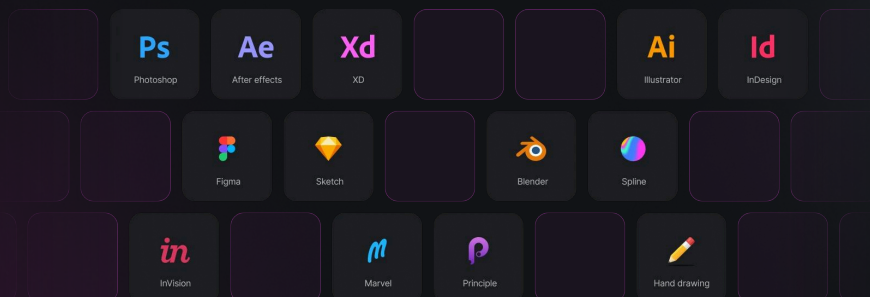 Ps Ae Xd Ai Id
Photoshop After effects XD Illustrator InDesign
Figma Sketch Blender Spline
in
InVision Marvel Principle Hand drawing